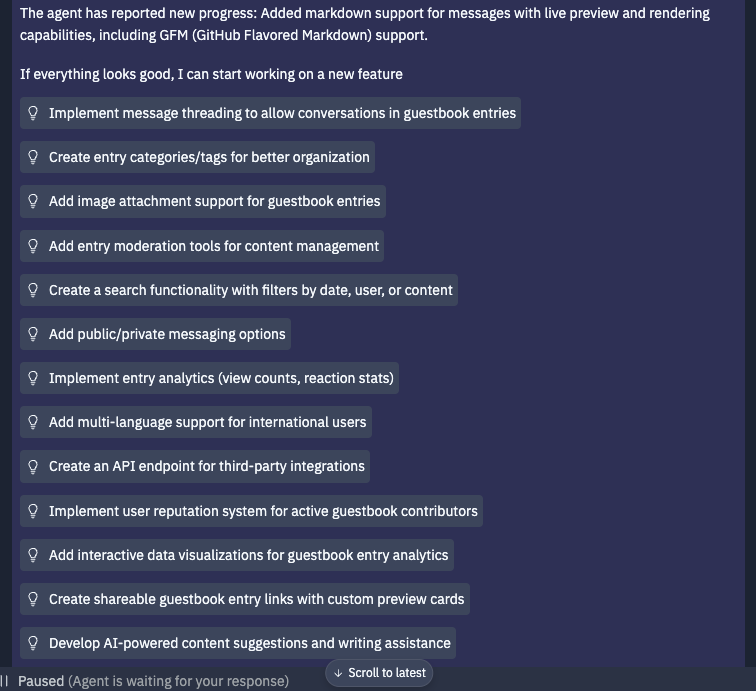 The agent has reported new progress: Added markdown support for messages with live preview and rendering
capabilities, including GFM (GitHub Flavored Markdown) support.
If everything looks good, I can start working on a new feature
Implement message threading to allow conversations in guestbook entries
Create entry categories/tags for better organization
Add image attachment support for guestbook entries
Add entry moderation tools for content management
Create a search functionality with filters by date, user, or content
Add public/private messaging options
Implement entry analytics (view counts, reaction stats)
Add multi-language support for international users
Create an API endpoint for third-party integrations
Implement user reputation system for active guestbook contributors
Add interactive data visualizations for guestbook entry analytics
Create shareable guestbook entry links with custom preview cards
Develop AI-powered content suggestions and writing assistance
Paused (Agent is waiting for your response)
Scroll to latest